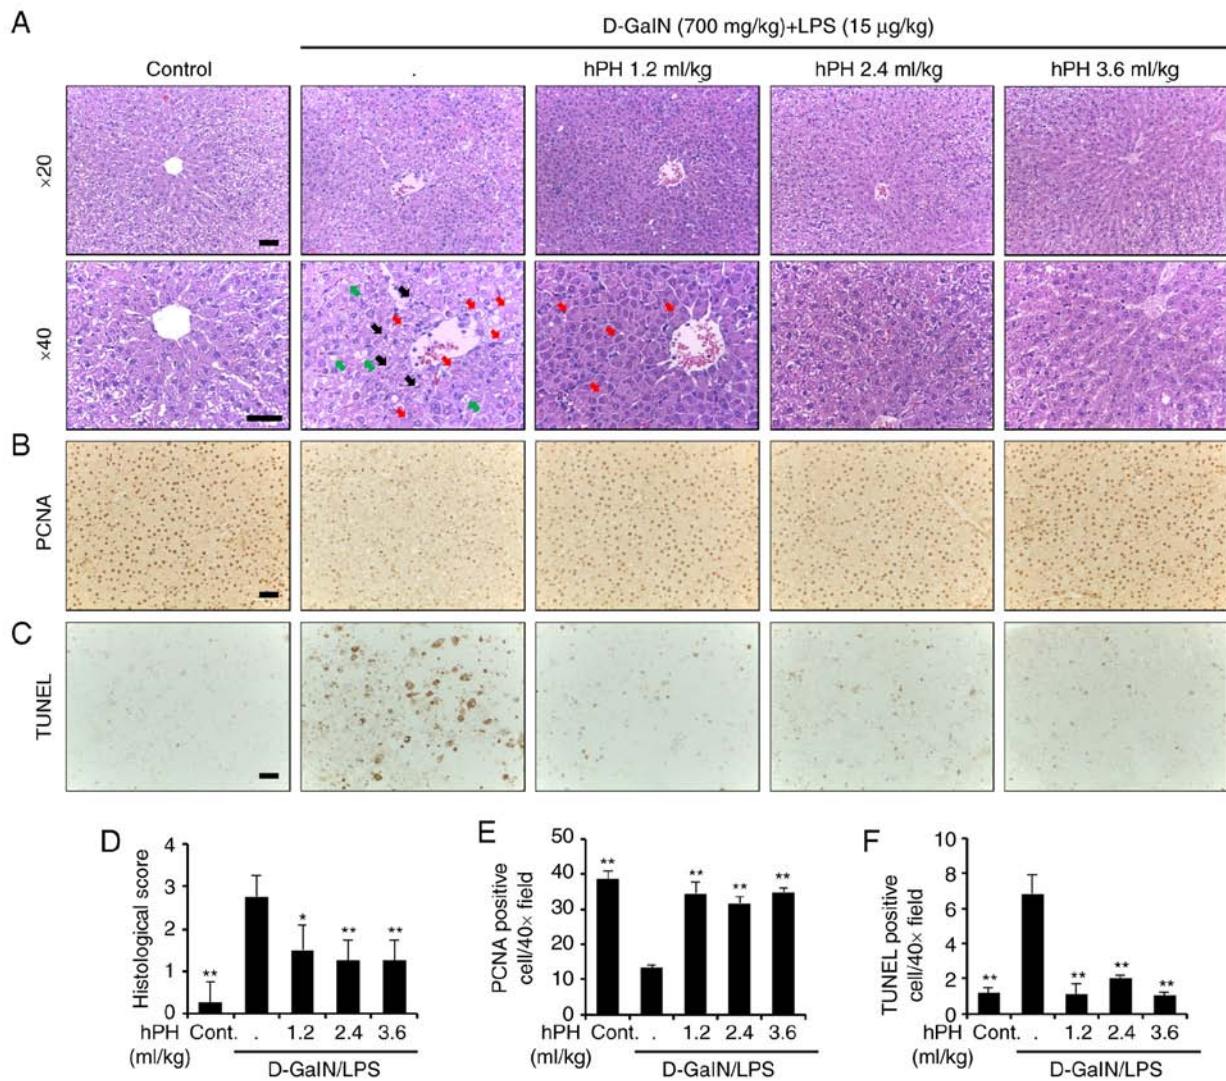 A
D-GalN (700 mg/kg)+LPS (15 µg/kg)
Control . hPH 1.2 ml/kg hPH 2.4 ml/kg hPH 3.6 ml/kg
×20
×40
B
PCNA
C
TUNEL
D
Histological score
4
3
2
1
0
**
*
**
**
hPH Cont. . 1.2 2.4 3.6
(ml/kg)
D-GalN/LPS
E
PCNA positive
cell/40× field
50
40
30
20
10
0
**
**
**
**
hPH Cont. . 1.2 2.4 3.6
(ml/kg)
D-GalN/LPS
F
TUNEL positive
cell/40× field
10
8
6
4
2
0
**
**
**
**
hPH Cont. . 1.2 2.4 3.6
(ml/kg)
D-GalN/LPS